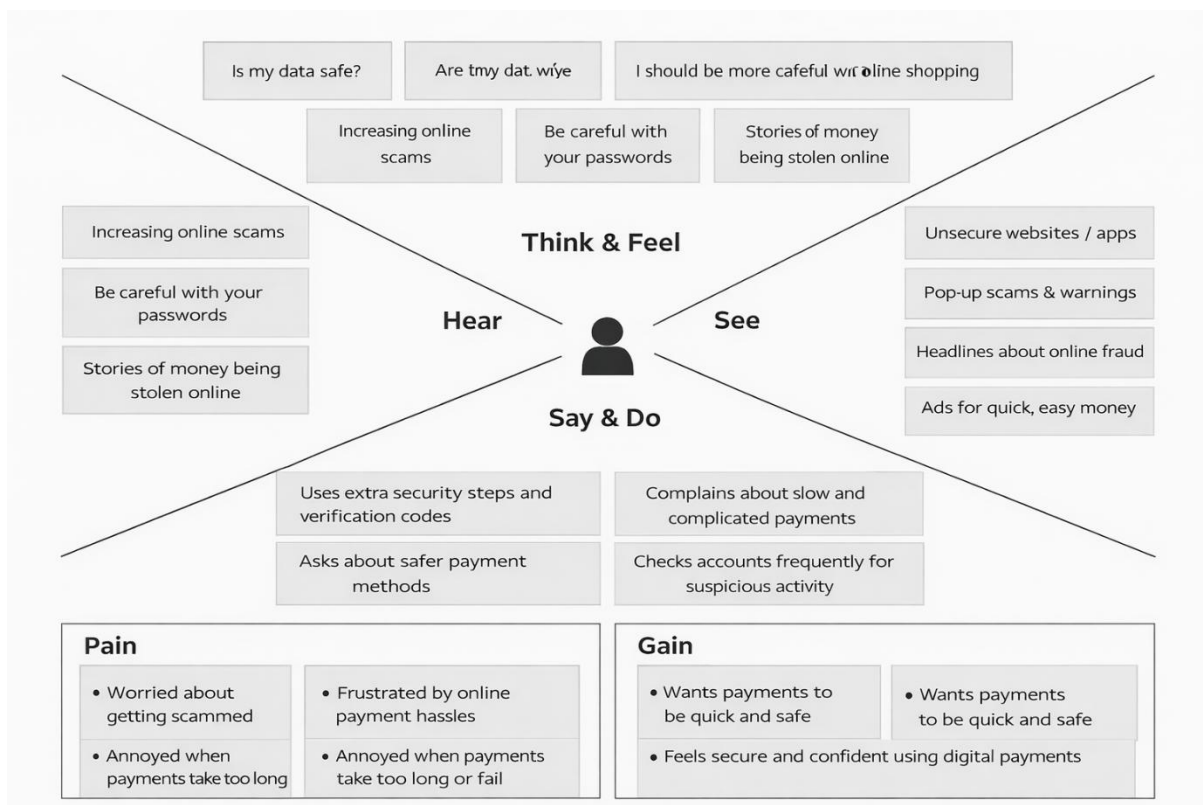 Is my data safe?
Are dat.
I should be more cafeful shopping
Increasing online
scams
Be careful with
your passwords
Stories of money
being stolen online
Think & Feel
Increasing online scams
Be careful with your
passwords
Stories of money being
stolen online
Hear
See
Unsecure websites / apps
Pop-up scams & warnings
Headlines about online fraud
Ads for quick, easy money
Say & Do
Uses extra security steps and
verification codes
Complains about slow and
complicated payments
Asks about safer payment
methods
Checks accounts frequently for
suspicious activity
Pain
• Worried about
getting scammed
• Frustrated by online
payment hassles
• Annoyed when
payments take too long
• Annoyed when payments
take too long or fail
Gain
• Wants payments to
be quick and safe
• Wants payments
to be quick and safe
• Feels secure and confident using digital payments